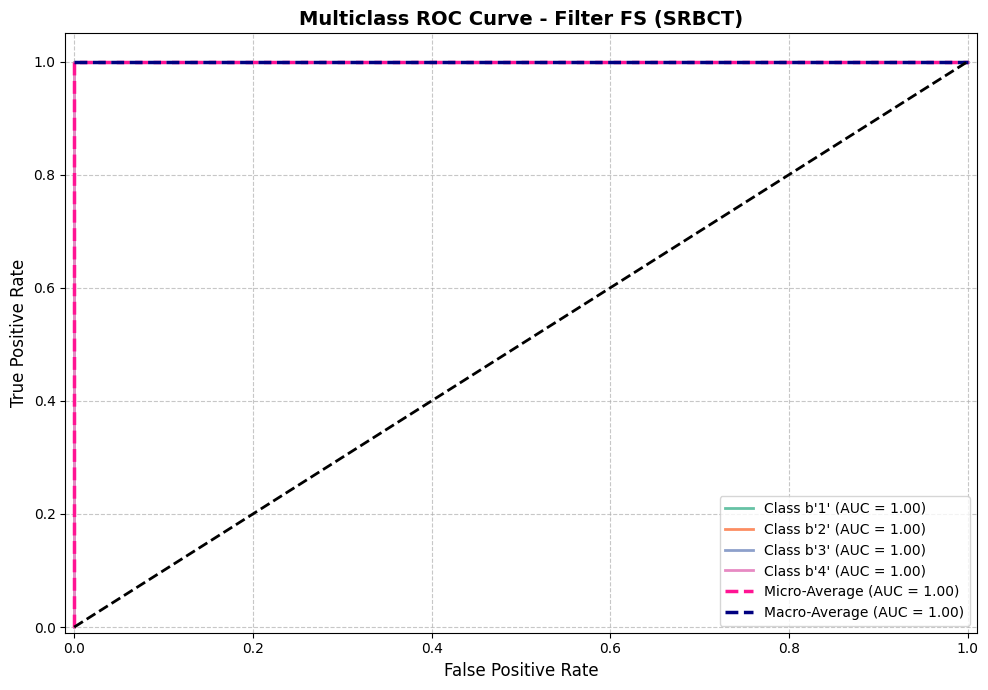 Multiclass ROC Curve - Filter FS (SRBCT)
True Positive Rate
1.0
0.8
0.6
0.4
0.2
0.0
0.0 0.2 0.4 0.6 0.8 1.0
False Positive Rate
Class b'1' (AUC = 1.00)
Class b'2' (AUC = 1.00)
Class b'3' (AUC = 1.00)
Class b'4' (AUC = 1.00)
Micro-Average (AUC = 1.00)
Macro-Average (AUC = 1.00)